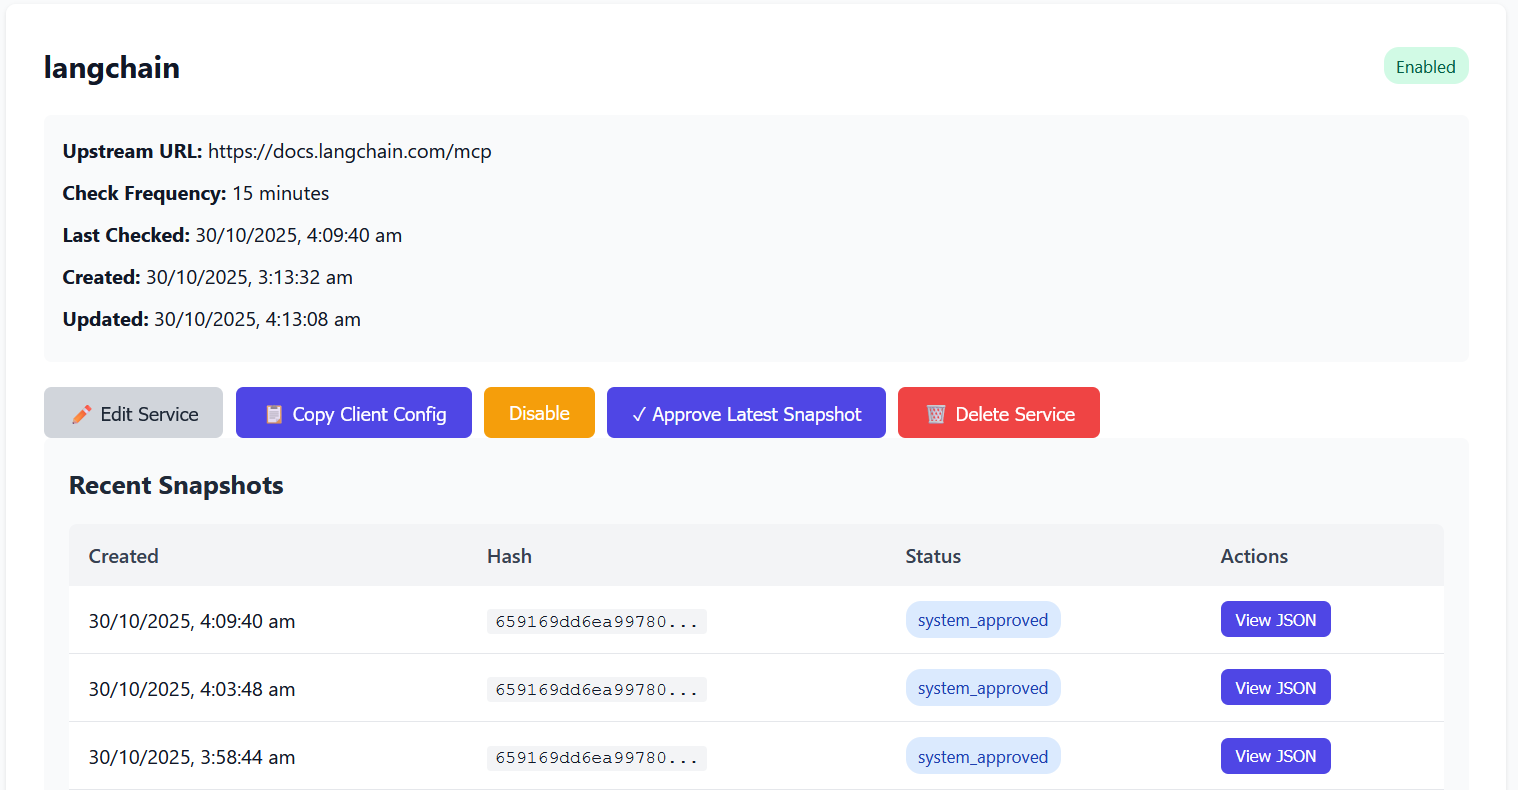 langchain
Enabled
Upstream URL: https://docs.langchain.com/mcp
Check Frequency: 15 minutes
Last Checked: 30/10/2025, 4:09:40 am
Created: 30/10/2025, 3:13:32 am
Updated: 30/10/2025, 4:13:08 am
Edit Service Copy Client Config Disable ✓ Approve Latest Snapshot Delete Service
Recent Snapshots
Created Hash Status Actions
30/10/2025, 4:09:40 am 659169dd6ea99780... system_approved View JSON
30/10/2025, 4:03:48 am 659169dd6ea99780... system_approved View JSON
30/10/2025, 3:58:44 am 659169dd6ea99780... system_approved View JSON